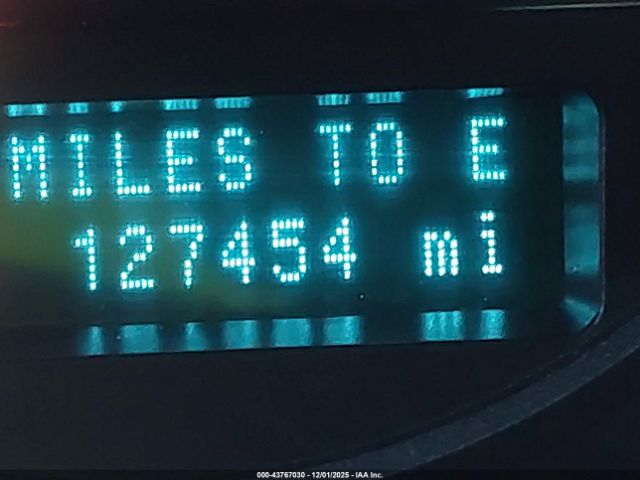 MILES TO E
127454 mi
000-43767030 - 12/01/2025 - IAA Inc.